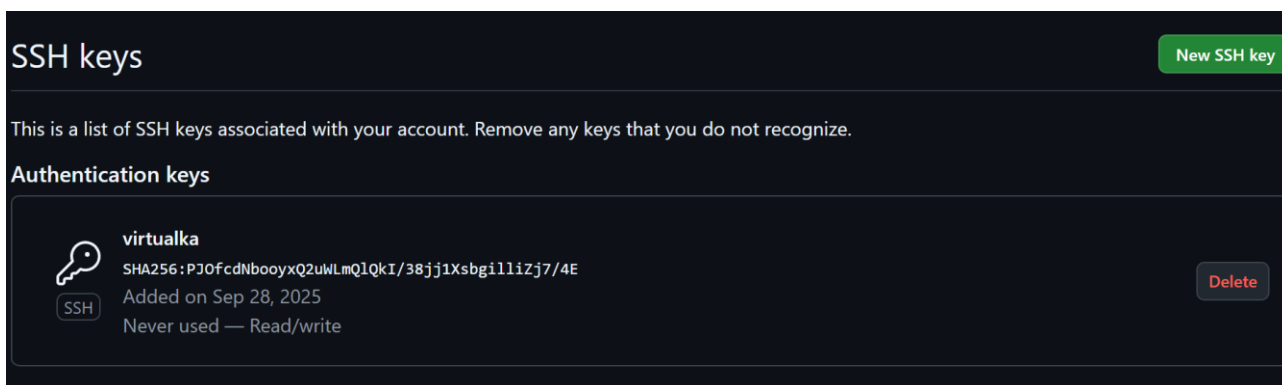 SSH keys
New SSH key
This is a list of SSH keys associated with your account. Remove any keys that you do not recognize.
Authentication keys
virtualka
SHA256:PJOfcdNbooyxQ2uWLmQlQkI/38jj1XsbgilliZj7/4E
SSH
Added on Sep 28, 2025
Never used — Read/write
Delete